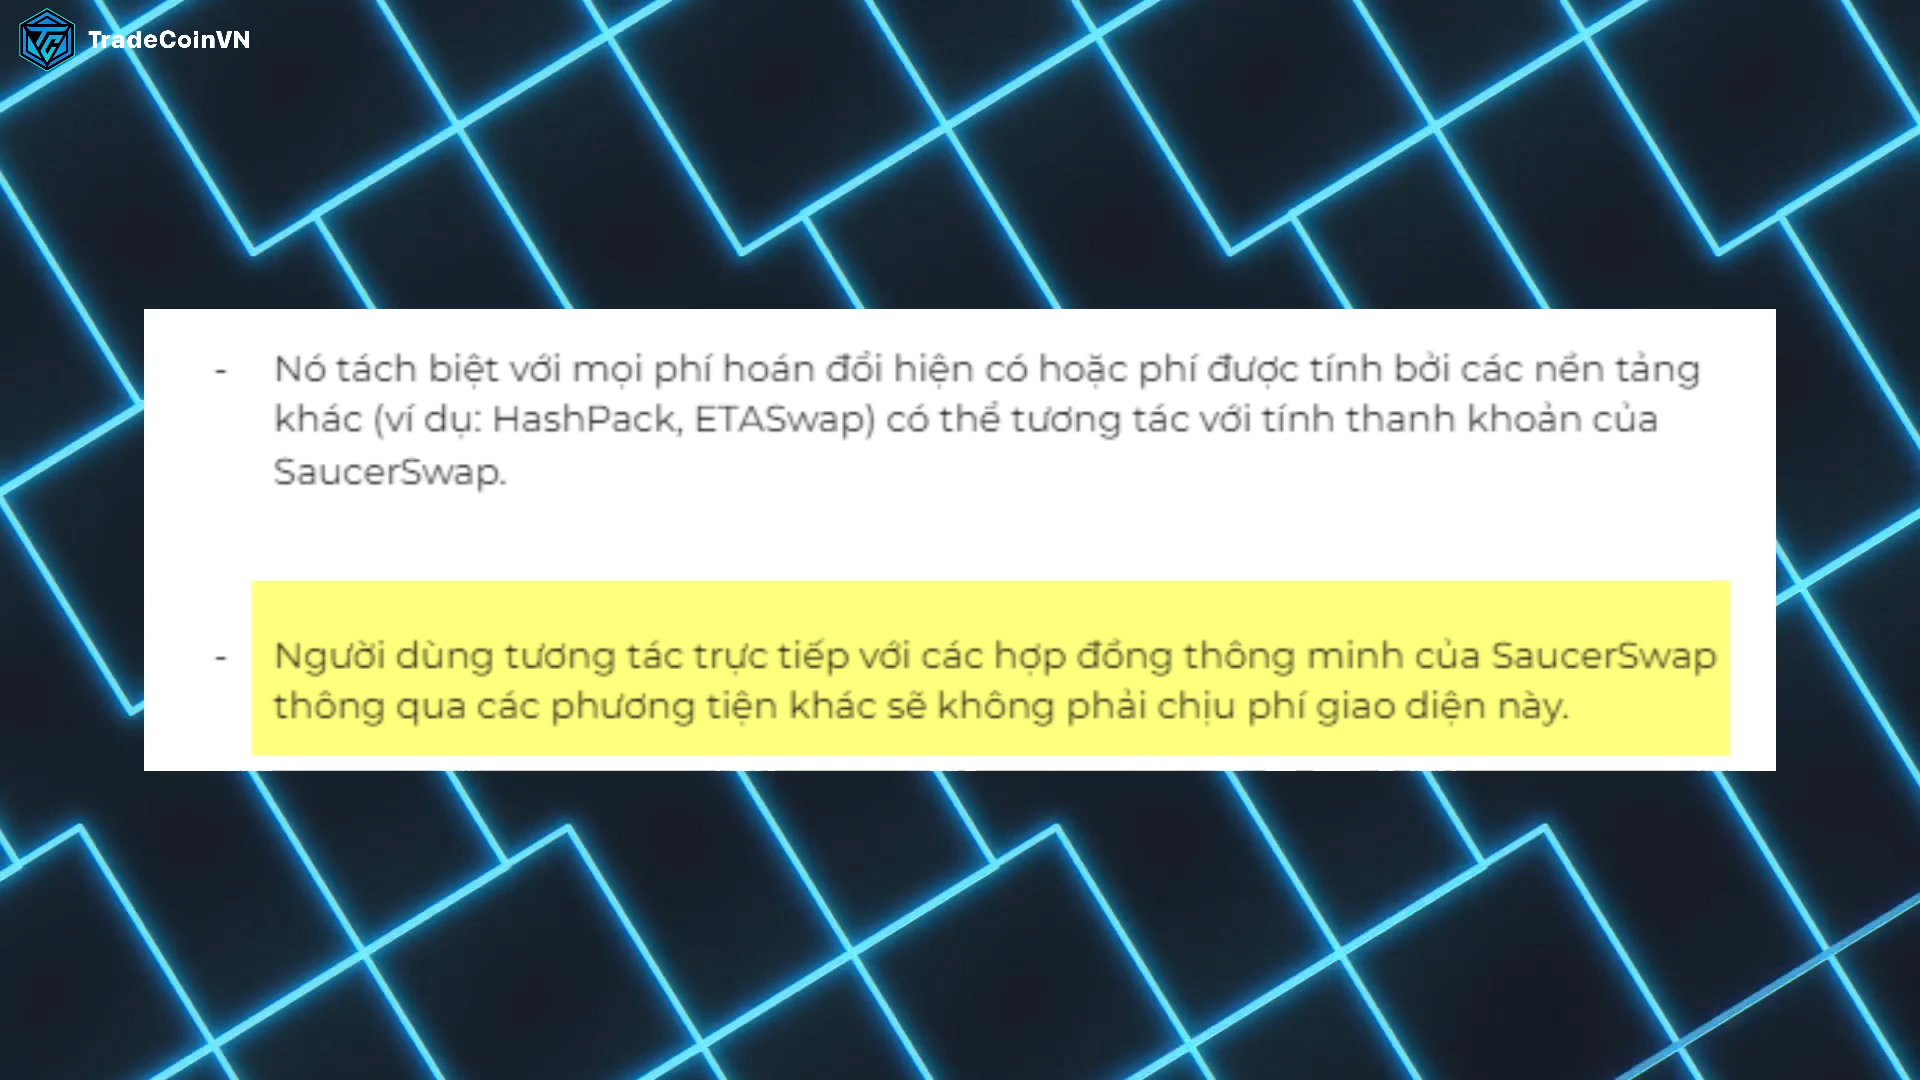 TradeCoinVN
- Nó tách biệt với mọi phí hoán đổi hiện có hoặc phí được tính bởi các nền tảng
khác (ví dụ: HashPack, ETASwap) có thể tương tác với tính thanh khoản của
SaucerSwap.
- Người dùng tương tác trực tiếp với các hợp đồng thông minh của SaucerSwap
thông qua các phương tiện khác sẽ không phải chịu phí giao diện này.